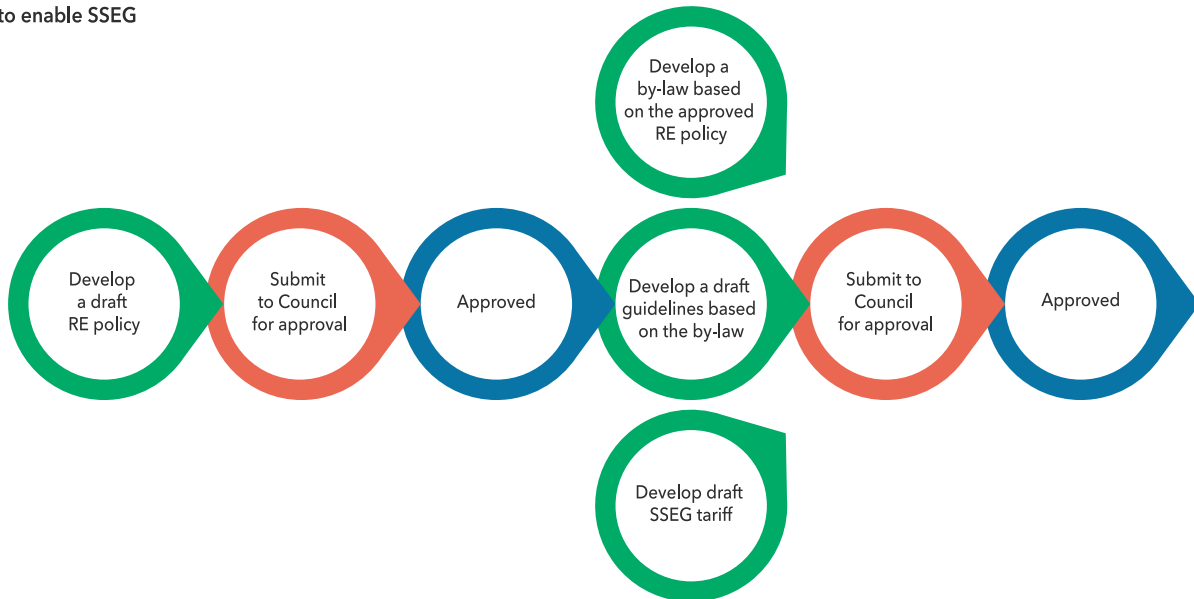 to enable SSEG
Develop a
by-law based
on the approved
RE policy
Develop
a draft
RE policy
Submit
to Council
for approval
Approved
Develop a draft
guidelines based
on the by-law
Submit to
Council
for approval
Approved
Develop draft
SSEG tariff